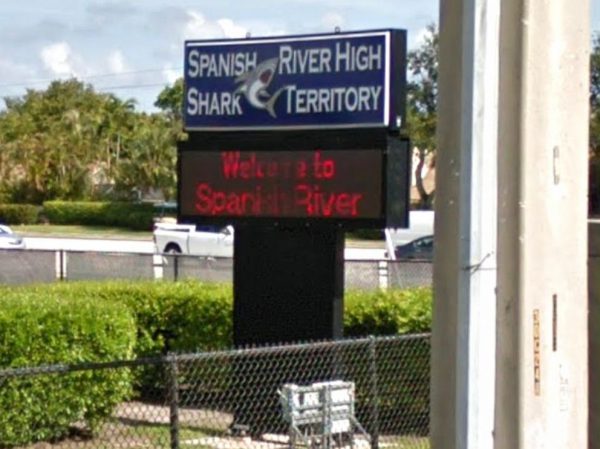 SPANISH RIVER HIGH
SHARK TERRITORY
Welcome to
Spanish River